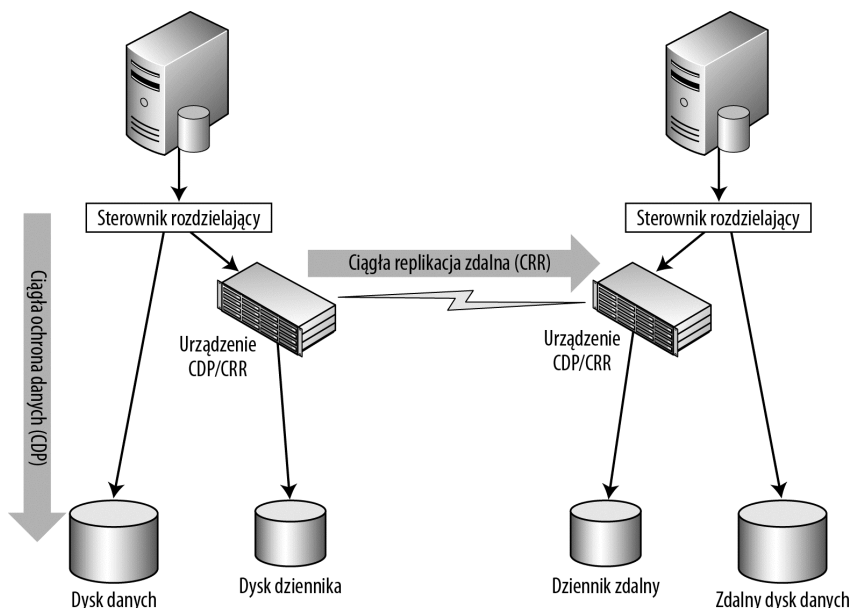 Sterownik rozdzielający
Sterownik rozdzielający
Ciągła replikacja zdalna (CRR)
Ciągła ochrona danych (CDP)
Urządzenie
CDP/CRR
Urządzenie
CDP/CRR
Dysk danych
Dysk dziennika
Dziennik zdalny
Zdalny dysk danych